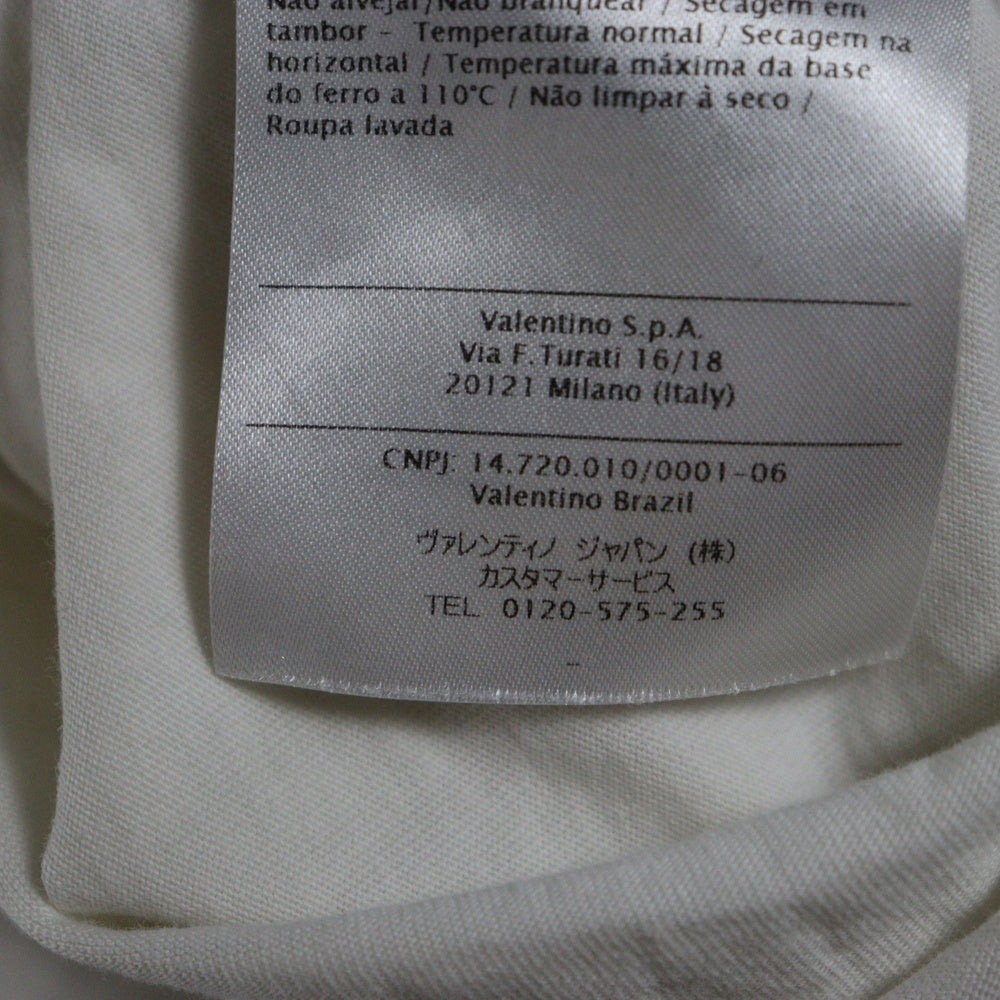 Não alvejar/Não branquear / Secagem em
tambor - Temperatura normal / Secagem na
horizontal / Temperatura máxima da base
do ferro a 110°C / Não limpar à seco /
Roupa lavada
Valentino S.p.A.
Via F.Turati 16/18
20121 Milano (Italy)
CNPJ: 14.720.010/0001-06
Valentino Brazil
ヴァレンティノ ジャパン (株)
カスタマーサービス
TEL 0120-575-255
-